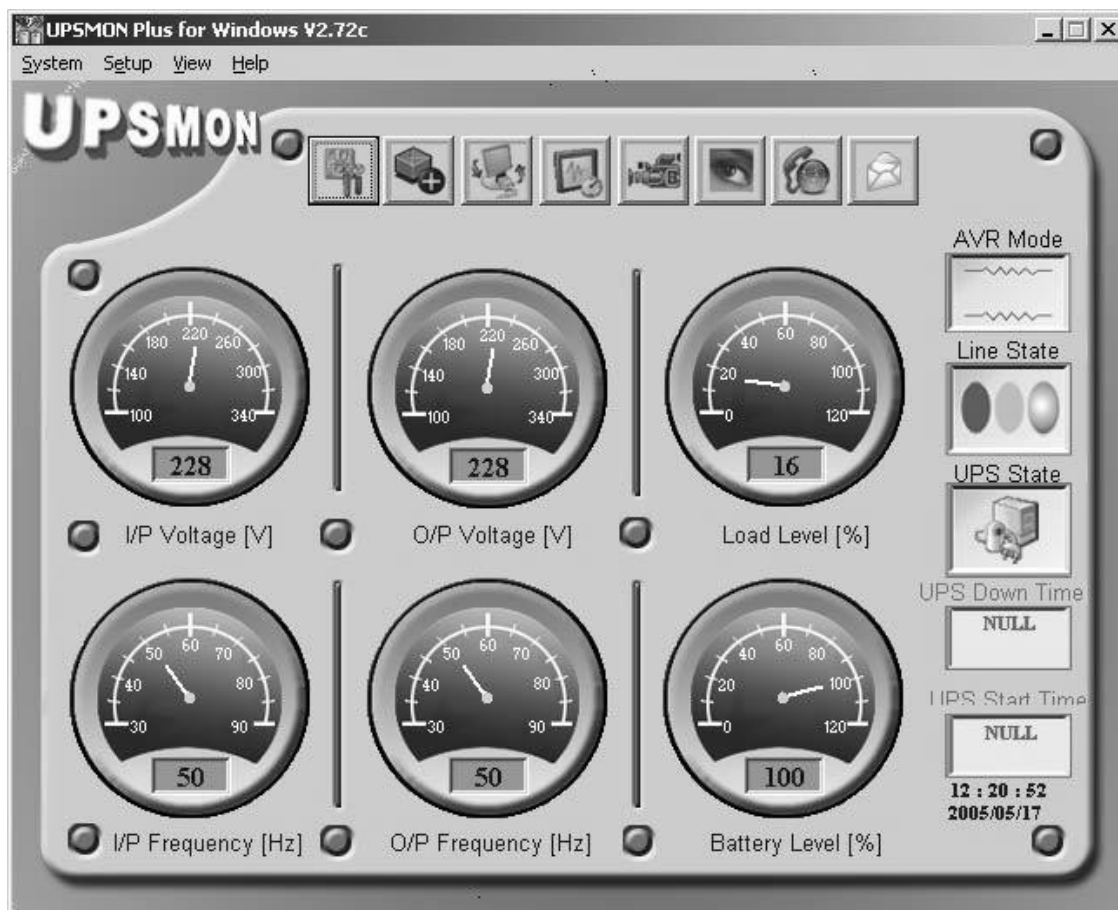 UPSMON Plus for Windows V2.72c
System Setup View Help
UPSMON
AVR Mode
100 140 180 220 260 300 340
228
I/P Voltage [V]
100 140 180 220 260 300 340
228
O/P Voltage [V]
0 20 40 60 80 100 120
16
Load Level [%]
Line State
UPS State
UPS Down Time
NULL
30 40 50 60 70 80 90
50
I/P Frequency [Hz]
30 40 50 60 70 80 90
50
O/P Frequency [Hz]
0 20 40 60 80 100 120
100
Battery Level [%]
UPS Start Time
NULL
12 : 20 : 52
2005/05/17